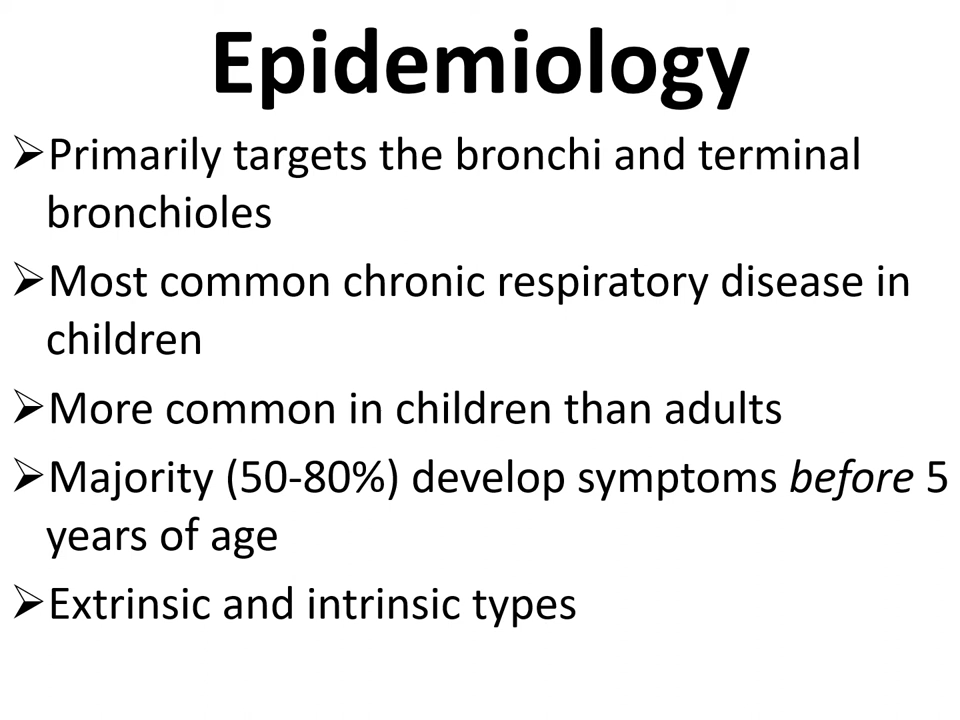 Epidemiology
➢Primarily targets the bronchi and terminal
bronchioles
➢Most common chronic respiratory disease in
children
➢More common in children than adults
➢Majority (50-80%) develop symptoms before 5
years of age
➢Extrinsic and intrinsic types